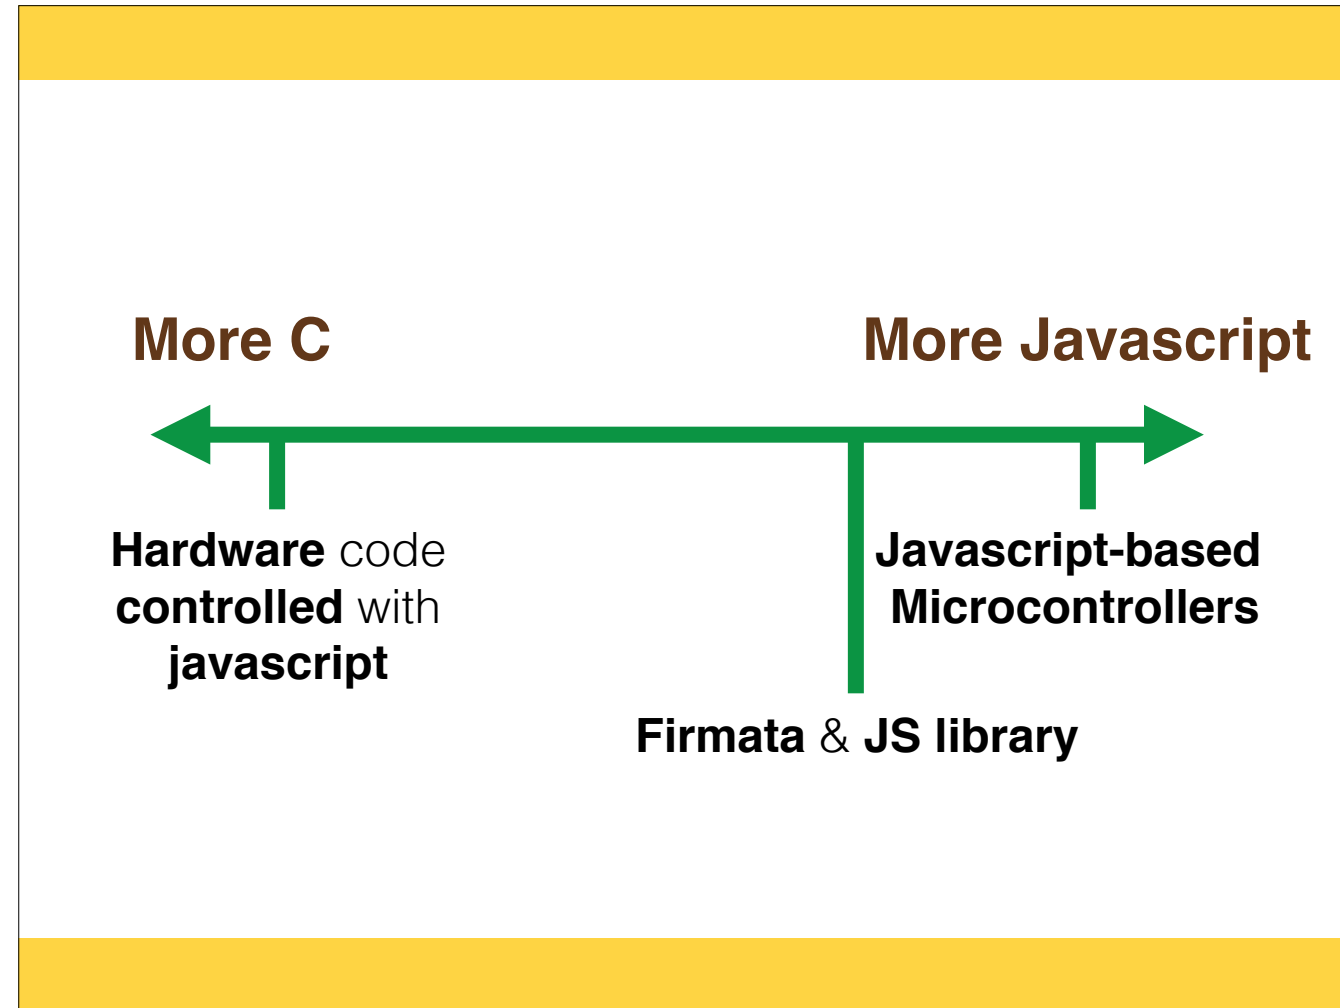 More C
More Javascript
Hardware code
controlled with
javascript
Javascript-based
Microcontrollers
Firmata & JS library